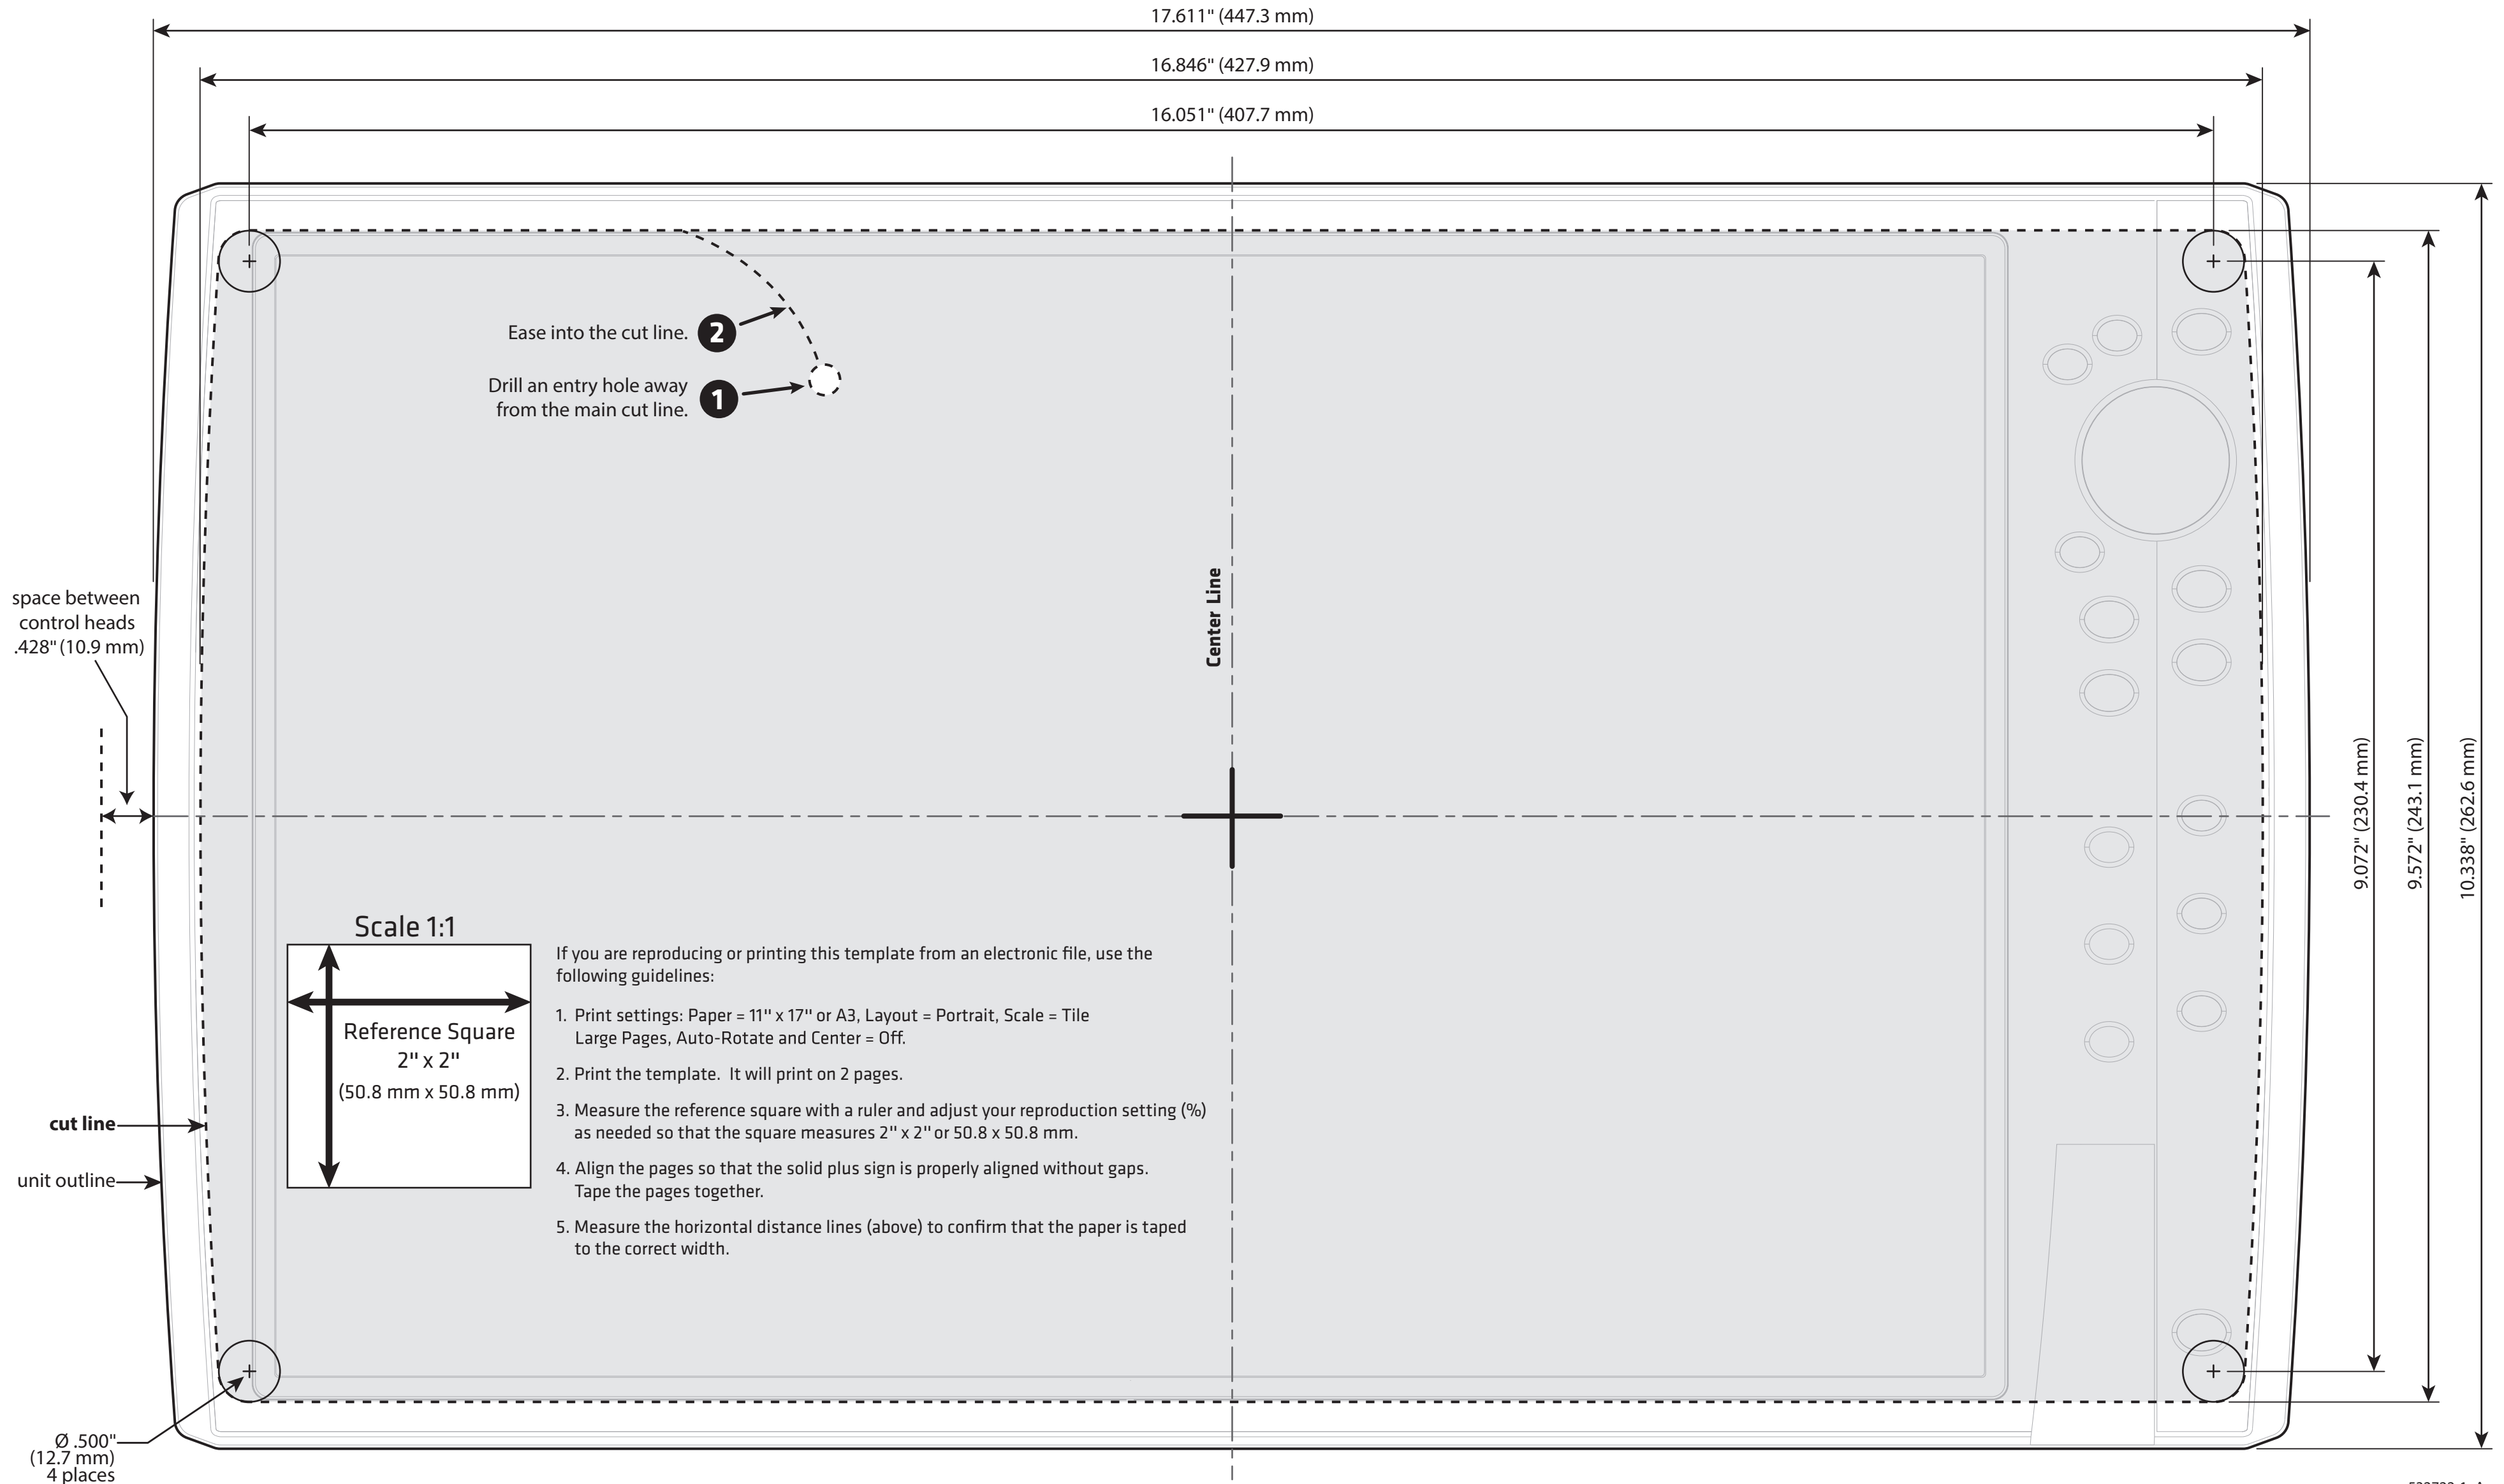 17.611" (447.3 mm)
16.846" (427.9 mm)
16.051" (407.7 mm)
Ease into the cut line.
2
Drill an entry hole away
from the main cut line.
1
Center Line
space between
control heads
.428" (10.9 mm)
9.072" (230.4 mm)
9.572" (243.1 mm)
10.338" (262.6 mm)
Scale 1:1
Reference Square
2" x 2"
(50.8 mm x 50.8 mm)
If you are reproducing or printing this template from an electronic file, use the
following guidelines:
1. Print settings: Paper = 11" x 17" or A3, Layout = Portrait, Scale = Tile
Large Pages, Auto-Rotate and Center = Off.
2. Print the template. It will print on 2 pages.
3. Measure the reference square with a ruler and adjust your reproduction setting (%)
as needed so that the square measures 2" x 2" or 50.8 x 50.8 mm.
4. Align the pages so that the solid plus sign is properly aligned without gaps.
Tape the pages together.
5. Measure the horizontal distance lines (above) to confirm that the paper is taped
to the correct width.
cut line
unit outline
Ø .500"
(12.7 mm)
4 places